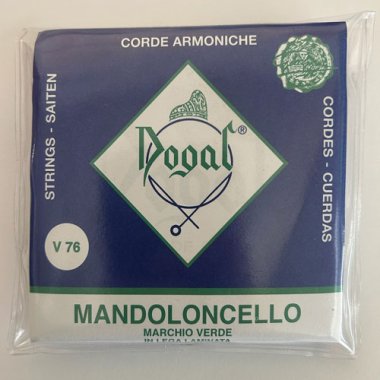 CORDE ARMONICHE
STRINGS - SAITEN
Dogal®
CORDES - CUERDAS
V 76
MANDOLONCELLO
MARCHIO VERDE
IN LEGA LAMINATA